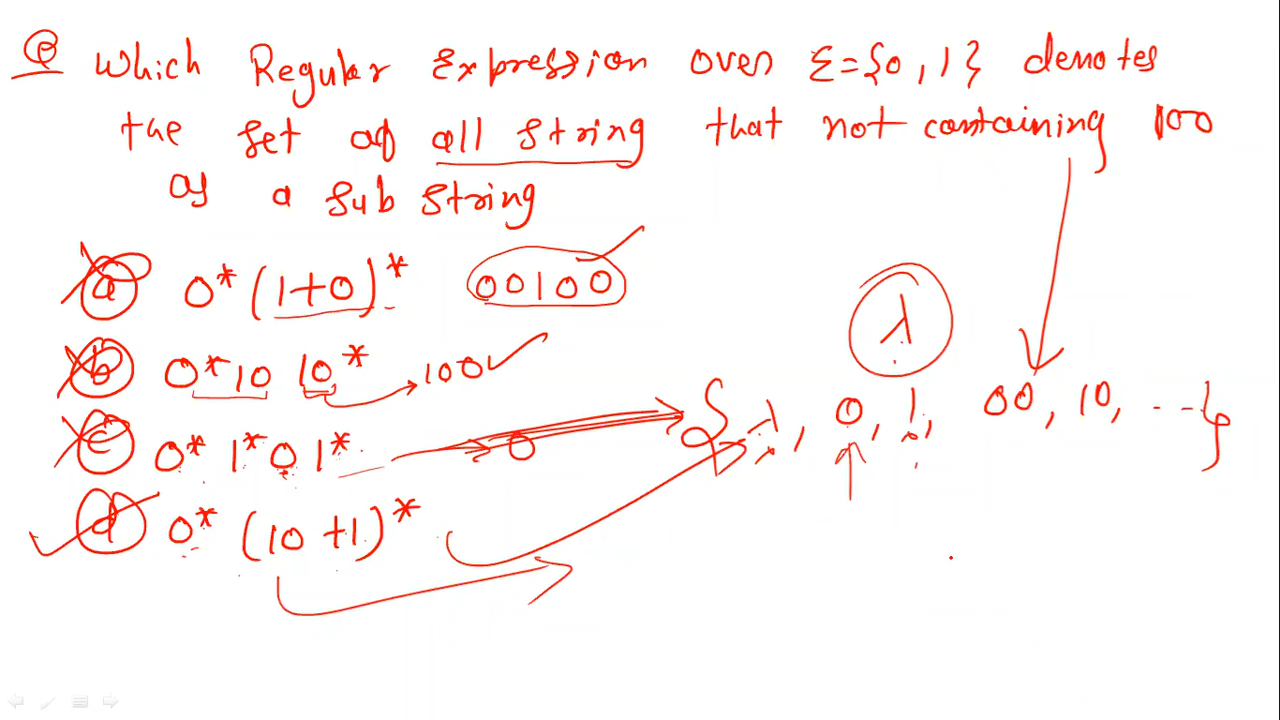 Q Which Regular Expression over Σ={0,1} denotes
the set of all string that not containing 100
as a sub string
a 0*(1+0)* 00100
b 0*10 10* → 100
λ
{ λ, 0, 1, 00, 10, ... }
c 0* 1*0 1* → 0
d 0* (10+1)*